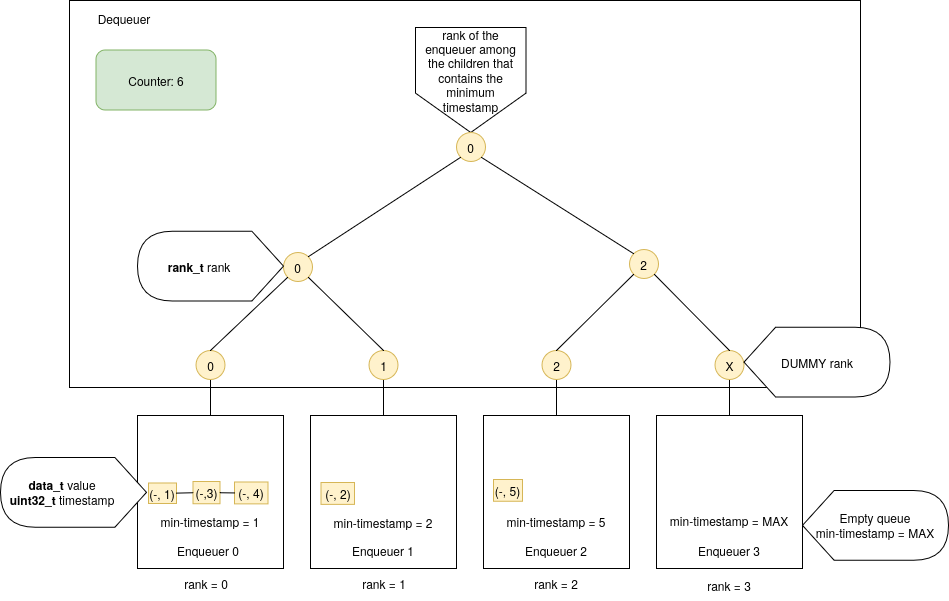 Dequeuer
Counter: 6
rank of the
enqueuer among
the children that
contains the
minimum
timestamp
0
rank_t rank
0
2
0
1
2
X
DUMMY rank
data_t value
uint32_t timestamp
(-, 1)
(-,3)
(-, 4)
(-, 2)
(-, 5)
min-timestamp = 1
min-timestamp = 2
min-timestamp = 5
min-timestamp = MAX
Empty queue
min-timestamp = MAX
Enqueuer 0
Enqueuer 1
Enqueuer 2
Enqueuer 3
rank = 0
rank = 1
rank = 2
rank = 3